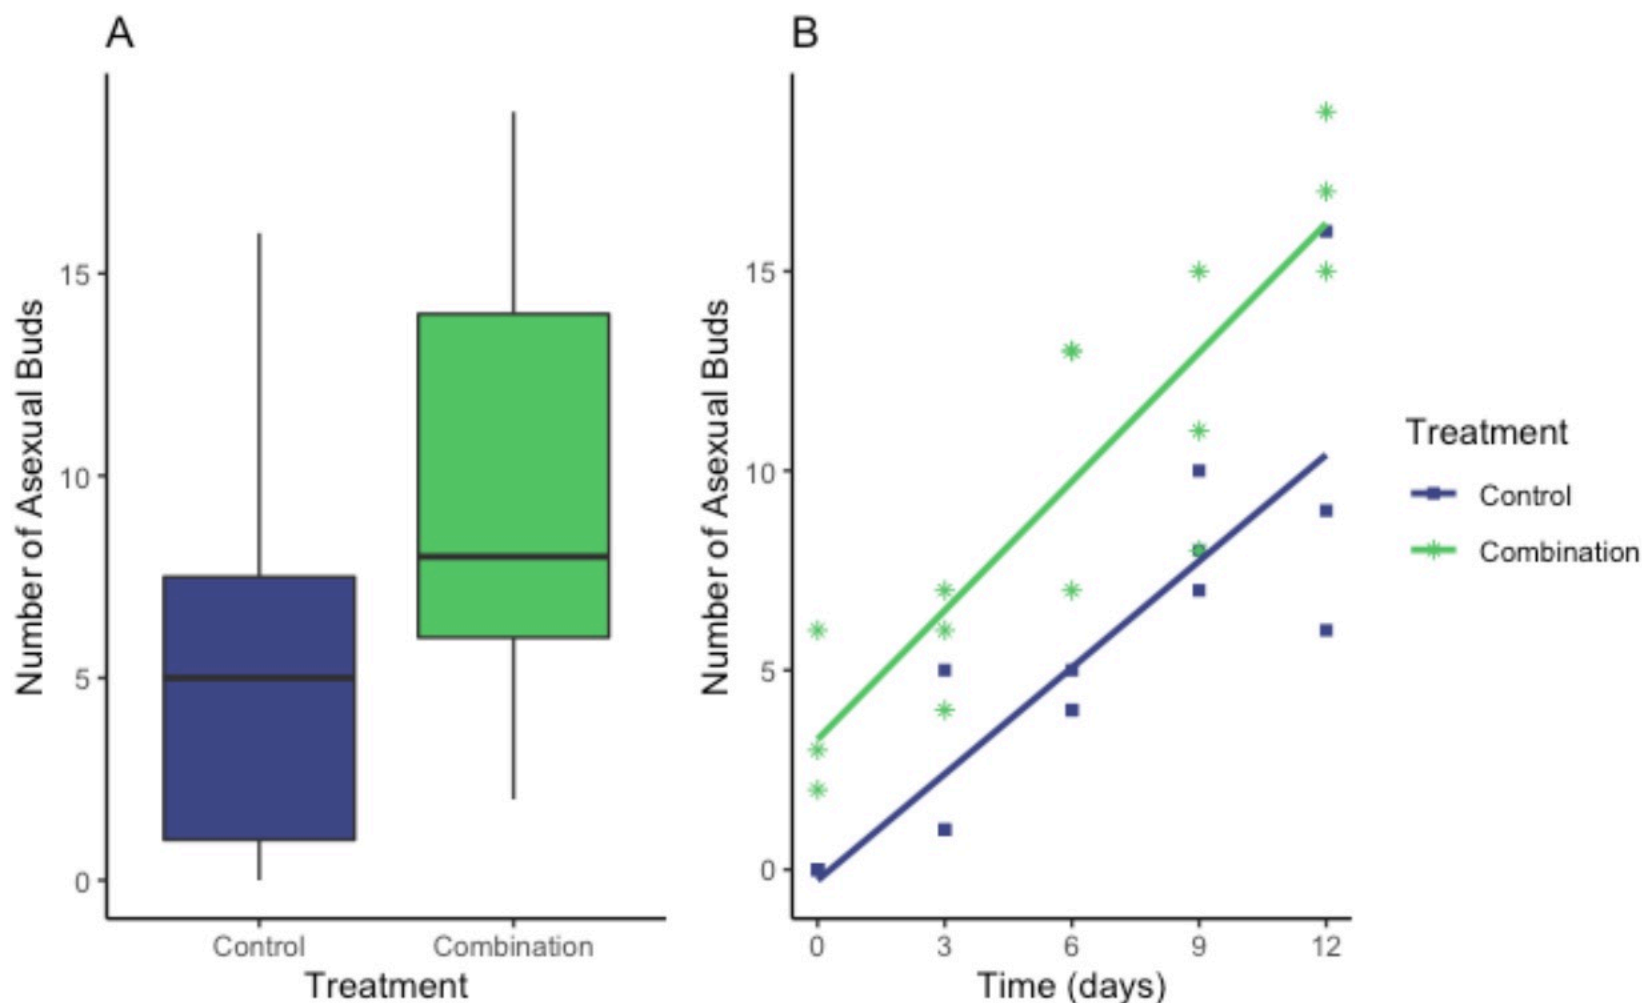 A
Number of Asexual Buds
15
10
5
0
Control
Combination
Treatment
B
Number of Asexual Buds
15
10
5
0
0
3
6
9
12
Time (days)
Treatment
Control
Combination